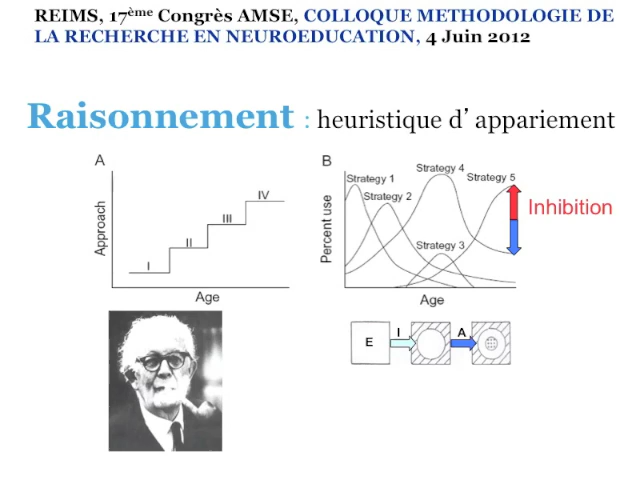 REIMS, 17ème Congrès AMSE, COLLOQUE METHODOLOGIE DE
LA RECHERCHE EN NEUROEDUCATION, 4 Juin 2012
Raisonnement : heuristique d’ appariement
A
Approach
I
II
III
IV
Age
B
Percent use
Strategy 1
Strategy 2
Strategy 4
Strategy 5
Strategy 3
Inhibition
Age
E
I
A